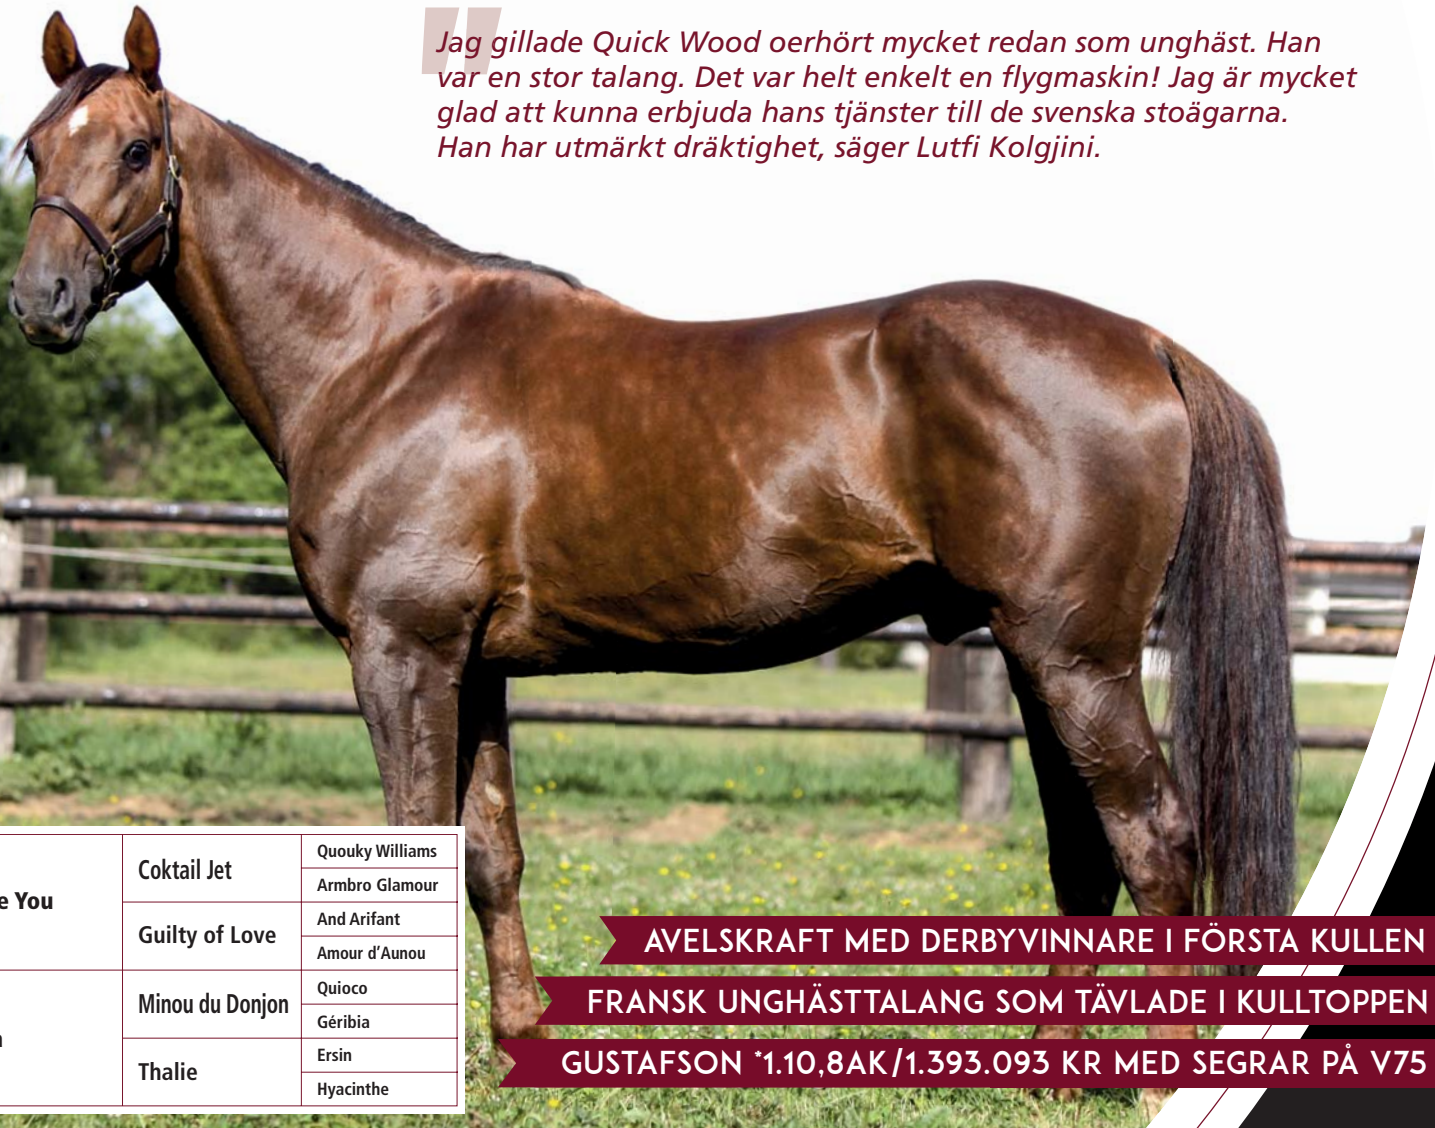 Jag gillade Quick Wood oerhört mycket redan som unghäst. Han
var en stor talang. Det var helt enkelt en flygmaskin! Jag är mycket
glad att kunna erbjuda hans tjänster till de svenska stoägarna.
Han har utmärkt dräktighet, säger Lutfi Kolgjini.
e You
Coktail Jet
Quouky Williams
Armbro Glamour
Guilty of Love
And Arifant
Amour d'Aunou
Minou du Donjon
Quioco
Géribia
Thalie
Ersin
Hyacinthe
AVELSKRAFT MED DERBYVINNARE I FÖRSTA KULLEN
FRANSK UNGHÄSTTALANG SOM TÄVLADE I KULLTOPPEN
GUSTAFSON *1.10,8AK/1.393.093 KR MED SEGRAR PÅ V75